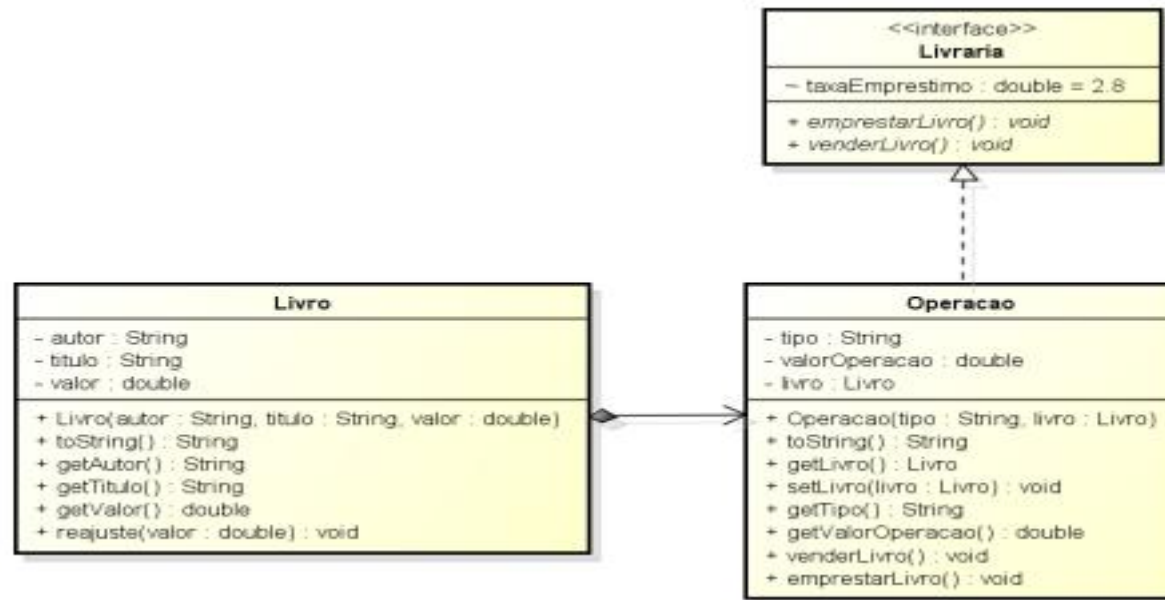 <<interface>>
Livraria
~ taxaEmprestimo : double = 2.8
+ emprestarLivro() : void
+ venderLivro() : void
Livro
- autor : String
- titulo : String
- valor : double
+ Livro(autor : String, titulo : String, valor : double)
+ toString() : String
+ getAutor() : String
+ getTitulo() : String
+ getValor() : double
+ reajuste(valor : double) : void
Operacao
- tipo : String
- valorOperacao : double
- livro : Livro
+ Operacao(tipo : String, livro : Livro)
+ toString() : String
+ getLivro() : Livro
+ setLivro(livro : Livro) : void
+ getTipo() : String
+ getValorOperacao() : double
+ venderLivro() : void
+ emprestarLivro() : void